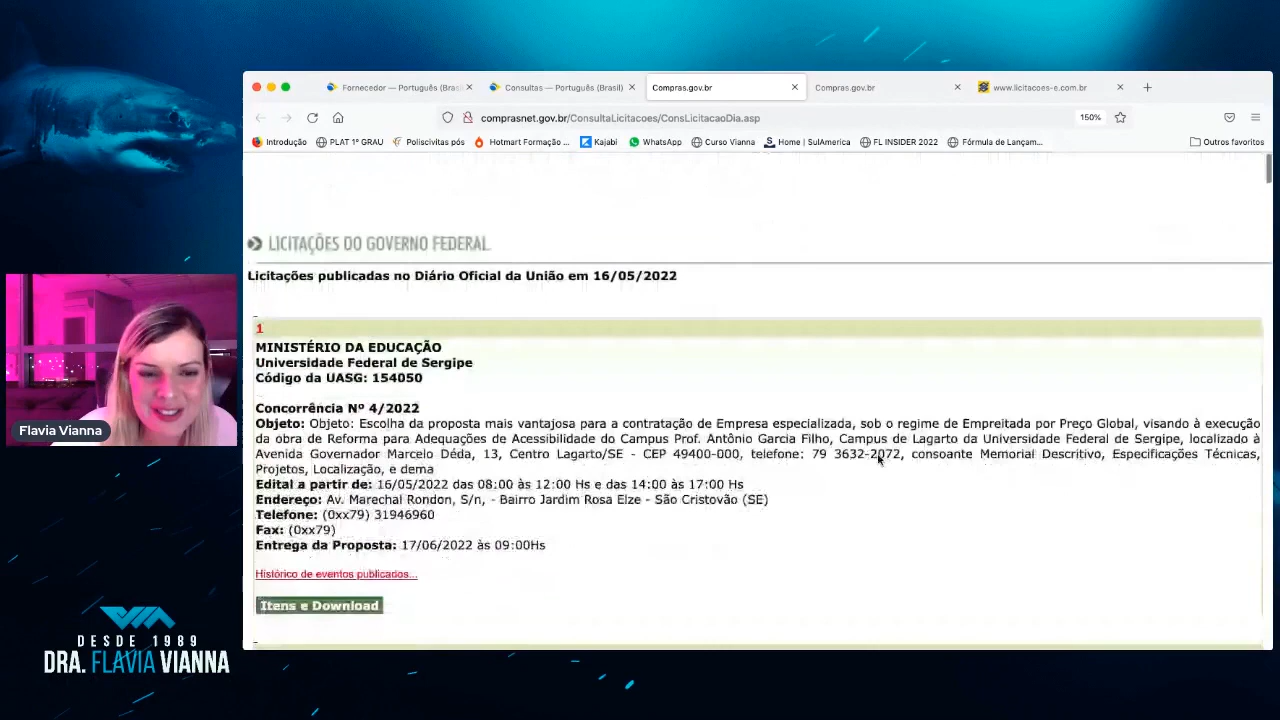 Fornecedor — Português (Brasi
Consultas — Português (Brasil)
Compras.gov.br
Compras.gov.br
www.licitacoes-e.com.br
comprasnet.gov.br/ConsultaLicitacoes/ConsLicitacaoDia.asp
150%
Introdução
PLAT 1º GRAU
Poliscivitas pós
Hotmart Formação ...
Kajabi
WhatsApp
Curso Vianna
Home | SulAmerica
FL INSIDER 2022
Fórmula de Lançam...
Outros favoritos
LICITAÇÕES DO GOVERNO FEDERAL
Licitações publicadas no Diário Oficial da União em 16/05/2022
1
MINISTÉRIO DA EDUCAÇÃO
Universidade Federal de Sergipe
Código da UASG: 154050
Concorrência Nº 4/2022
Objeto: Objeto: Escolha da proposta mais vantajosa para a contratação de Empresa especializada, sob o regime de Empreitada por Preço Global, visando à execução
da obra de Reforma para Adequações de Acessibilidade do Campus Prof. Antônio Garcia Filho, Campus de Lagarto da Universidade Federal de Sergipe, localizado à
Avenida Governador Marcelo Déda, 13, Centro Lagarto/SE - CEP 49400-000, telefone: 79 3632-2072, consoante Memorial Descritivo, Especificações Técnicas,
Projetos, Localização, e dema
Edital a partir de: 16/05/2022 das 08:00 às 12:00 Hs e das 14:00 às 17:00 Hs
Endereço: Av. Marechal Rondon, S/n, - Bairro Jardim Rosa Elze - São Cristovão (SE)
Telefone: (0xx79) 31946960
Fax: (0xx79)
Entrega da Proposta: 17/06/2022 às 09:00Hs
Histórico de eventos publicados...
Itens e Download
Flavia Vianna
DESDE 1989
DRA. FLAVIA VIANNA